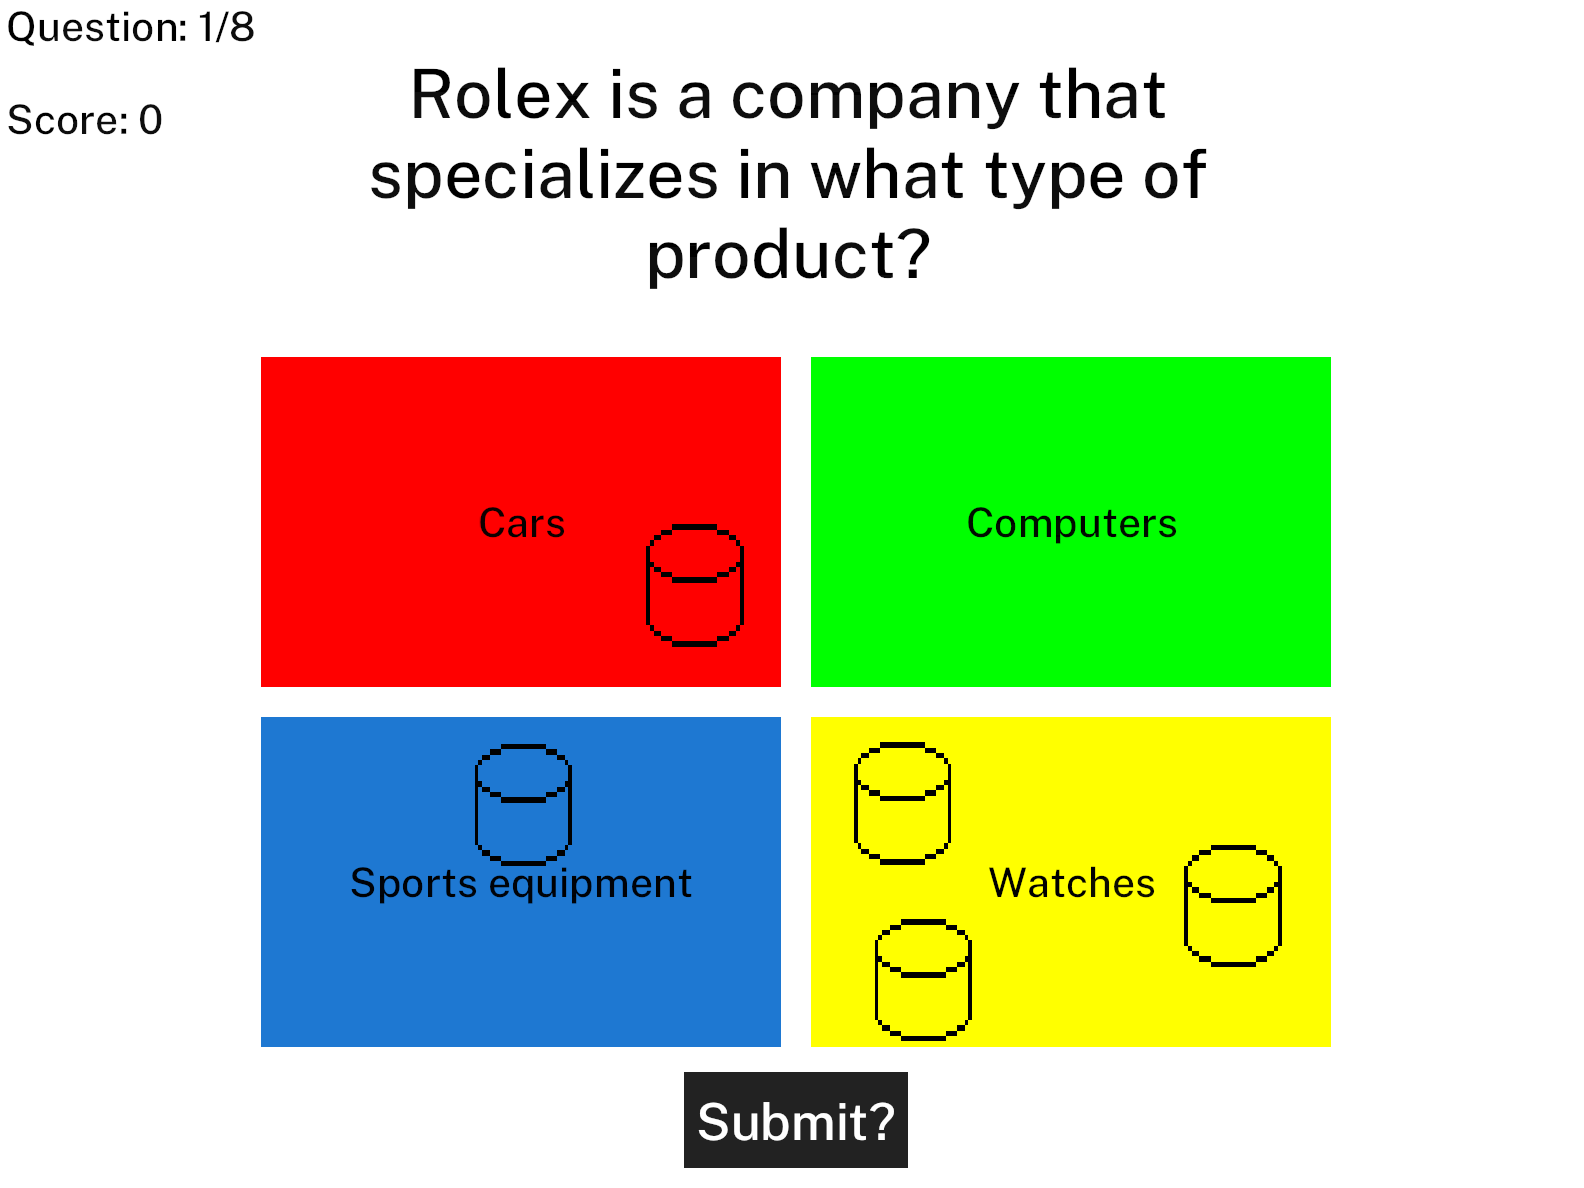 Question: 1/8
Score: 0
Rolex is a company that
specializes in what type of
product?
Cars
Computers
Sports equipment
Watches
Submit?